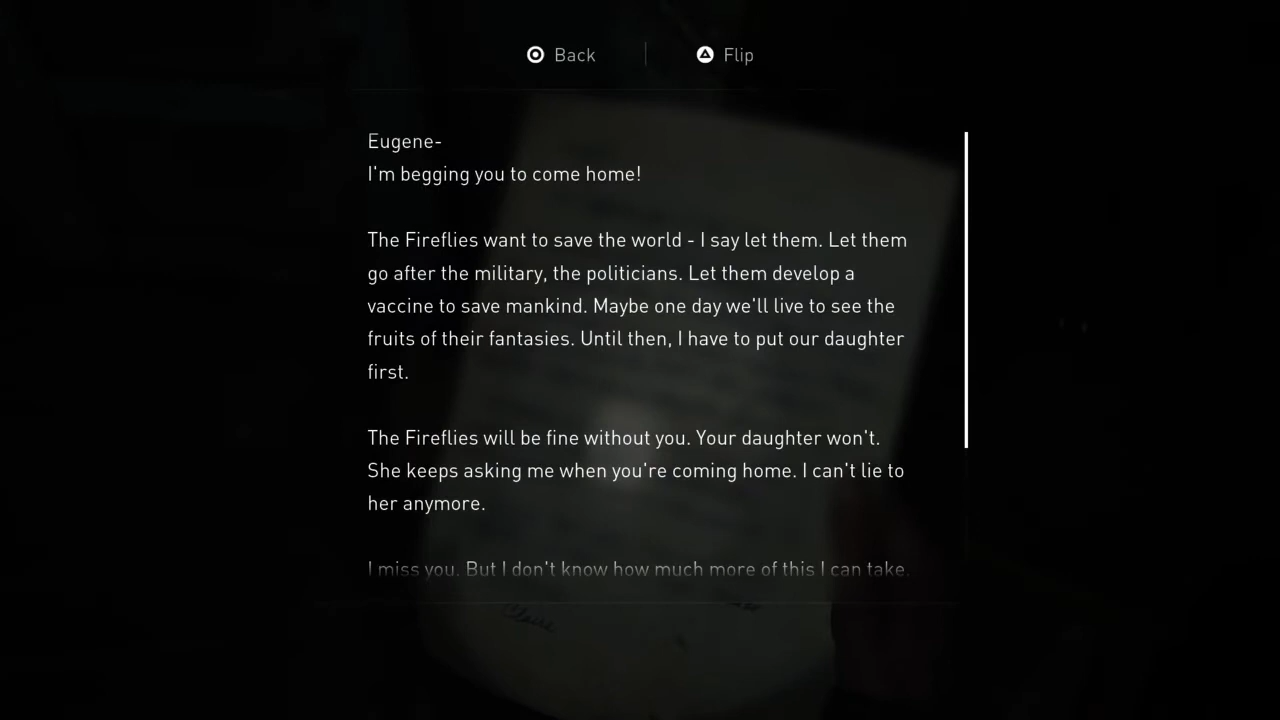 Back
Flip
Eugene-
I'm begging you to come home!
The Fireflies want to save the world - I say let them. Let them
go after the military, the politicians. Let them develop a
vaccine to save mankind. Maybe one day we'll live to see the
fruits of their fantasies. Until then, I have to put our daughter
first.
The Fireflies will be fine without you. Your daughter won't.
She keeps asking me when you're coming home. I can't lie to
her anymore.
I miss you. But I don't know how much more of this I can take.
Claire